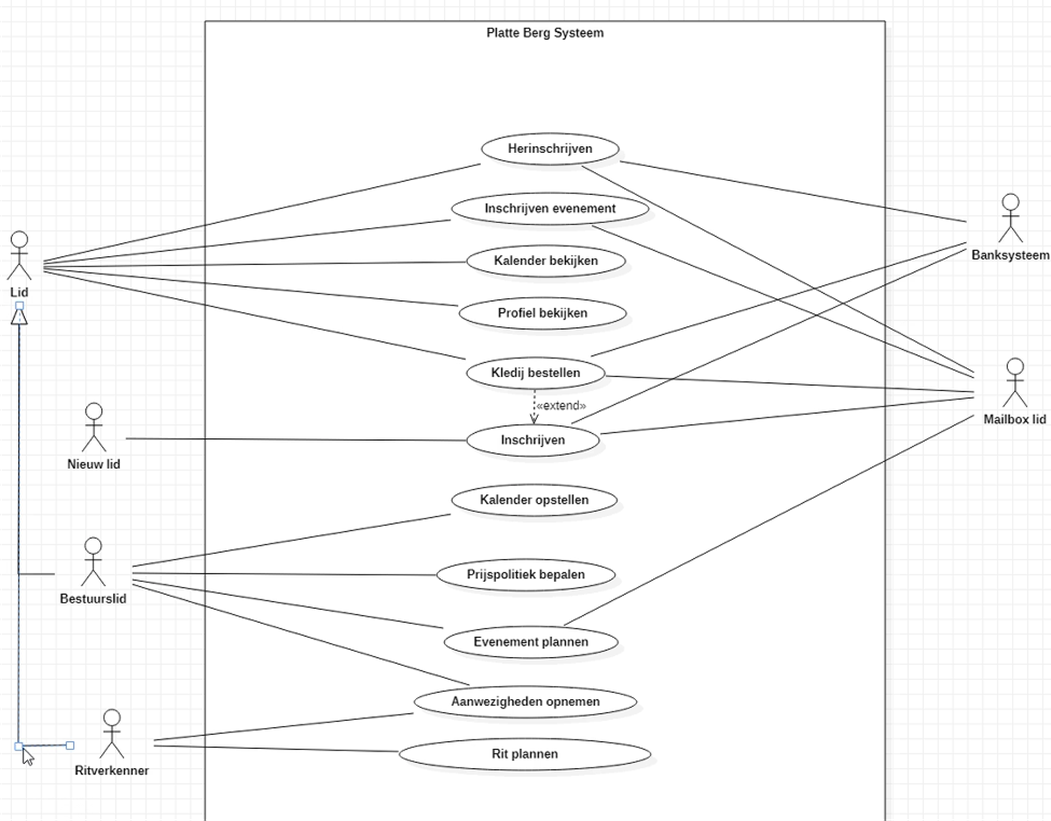 Platte Berg Systeem
Herinschrijven
Inschrijven evenement
Banksysteem
Kalender bekijken
Lid
Profiel bekijken
Kledij bestellen
«extend»
Mailbox lid
Inschrijven
Nieuw lid
Kalender opstellen
Prijspolitiek bepalen
Bestuurslid
Evenement plannen
Aanwezigheden opnemen
Rit plannen
Ritverkenner